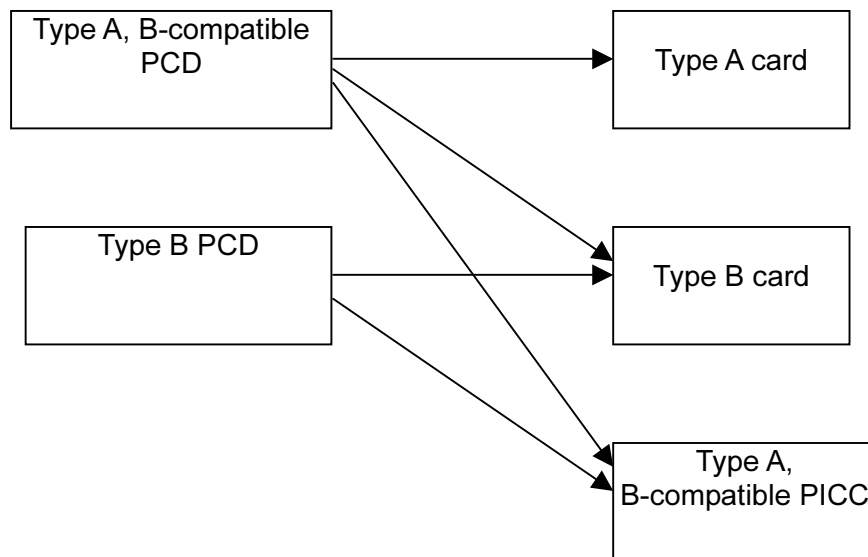 Type A, B-compatible
PCD
Type A card
Type B PCD
Type B card
Type A,
B-compatible PICC